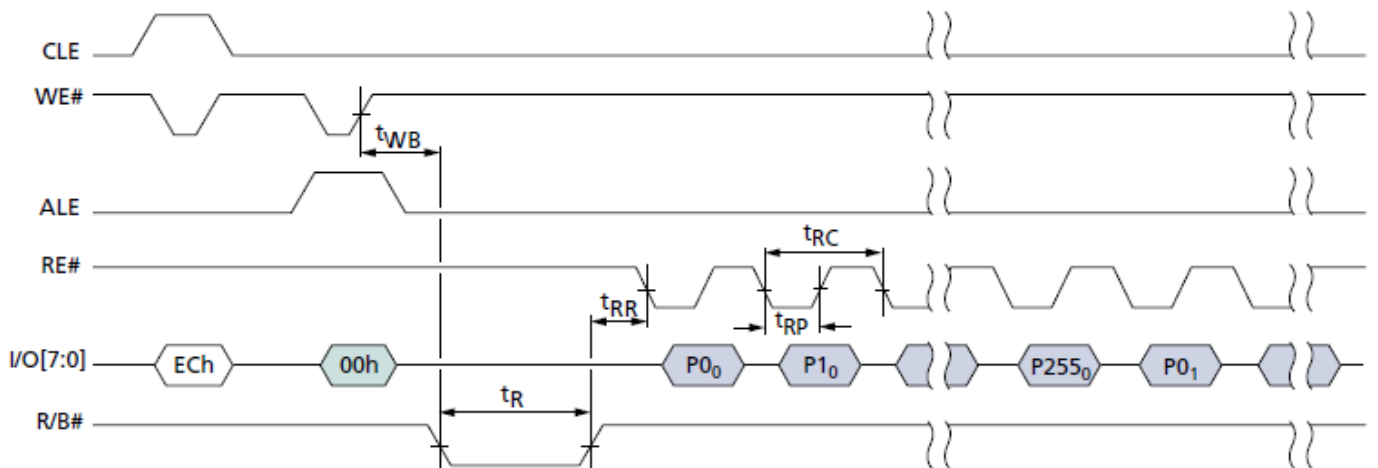 CLE
WE#
tWB
ALE
tRC
RE#
tRR
tRP
I/O[7:0] ECh 00h P0₀ P1₀ P255₀ P0₁
tR
R/B#